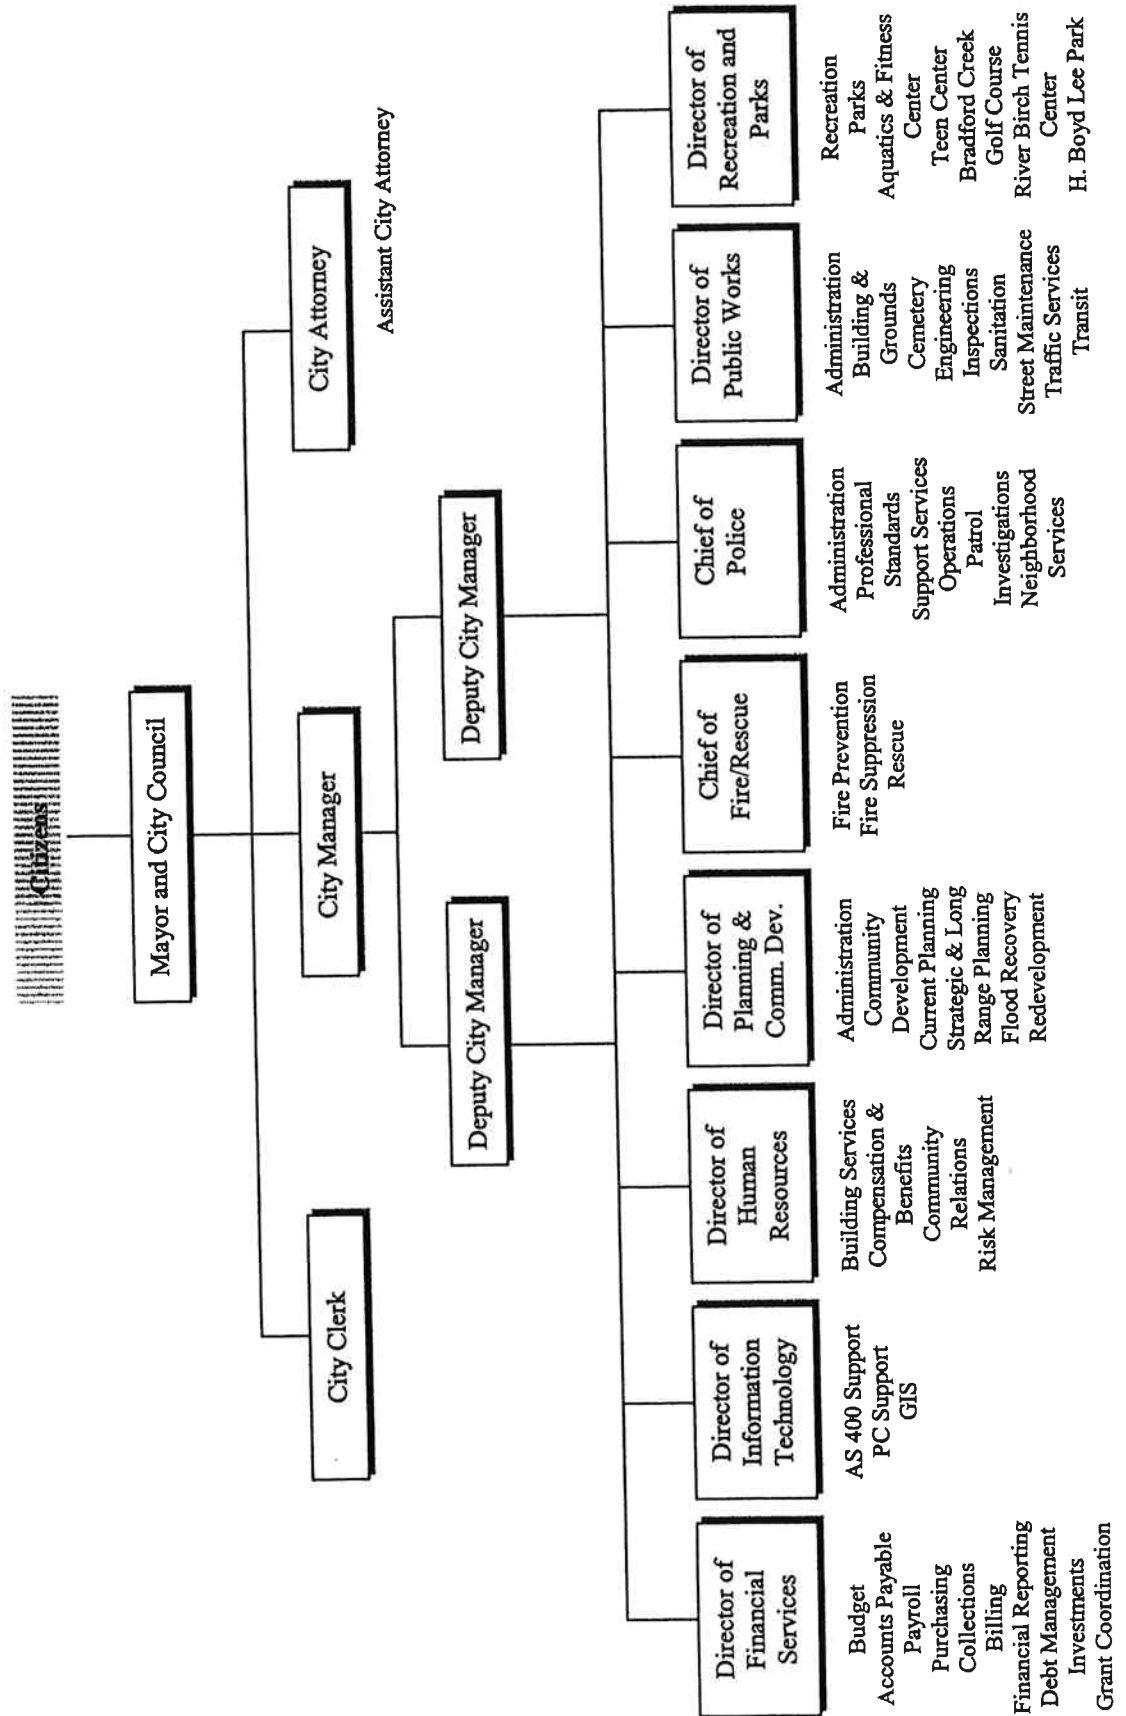 Citizens
Mayor and City Council
City Clerk
City Manager
City Attorney
Assistant City Attorney
Deputy City Manager
Deputy City Manager
Director of
Financial
Services
Budget
Accounts Payable
Payroll
Purchasing
Collections
Billing
Financial Reporting
Debt Management
Investments
Grant Coordination
Director of
Information
Technology
AS 400 Support
PC Support
GIS
Director of
Human
Resources
Building Services
Compensation &
Benefits
Community
Relations
Risk Management
Director of
Planning &
Comm. Dev.
Administration
Community
Development
Current Planning
Strategic & Long
Range Planning
Flood Recovery
Redevelopment
Chief of
Fire/Rescue
Fire Prevention
Fire Suppression
Rescue
Chief of
Police
Administration
Professional
Standards
Support Services
Operations
Patrol
Investigations
Neighborhood
Services
Director of
Public Works
Administration
Building &
Grounds
Cemetery
Engineering
Inspections
Sanitation
Street Maintenance
Traffic Services
Transit
Director of
Recreation and
Parks
Recreation
Parks
Aquatics & Fitness
Center
Teen Center
Bradford Creek
Golf Course
River Birch Tennis
Center
H. Boyd Lee Park